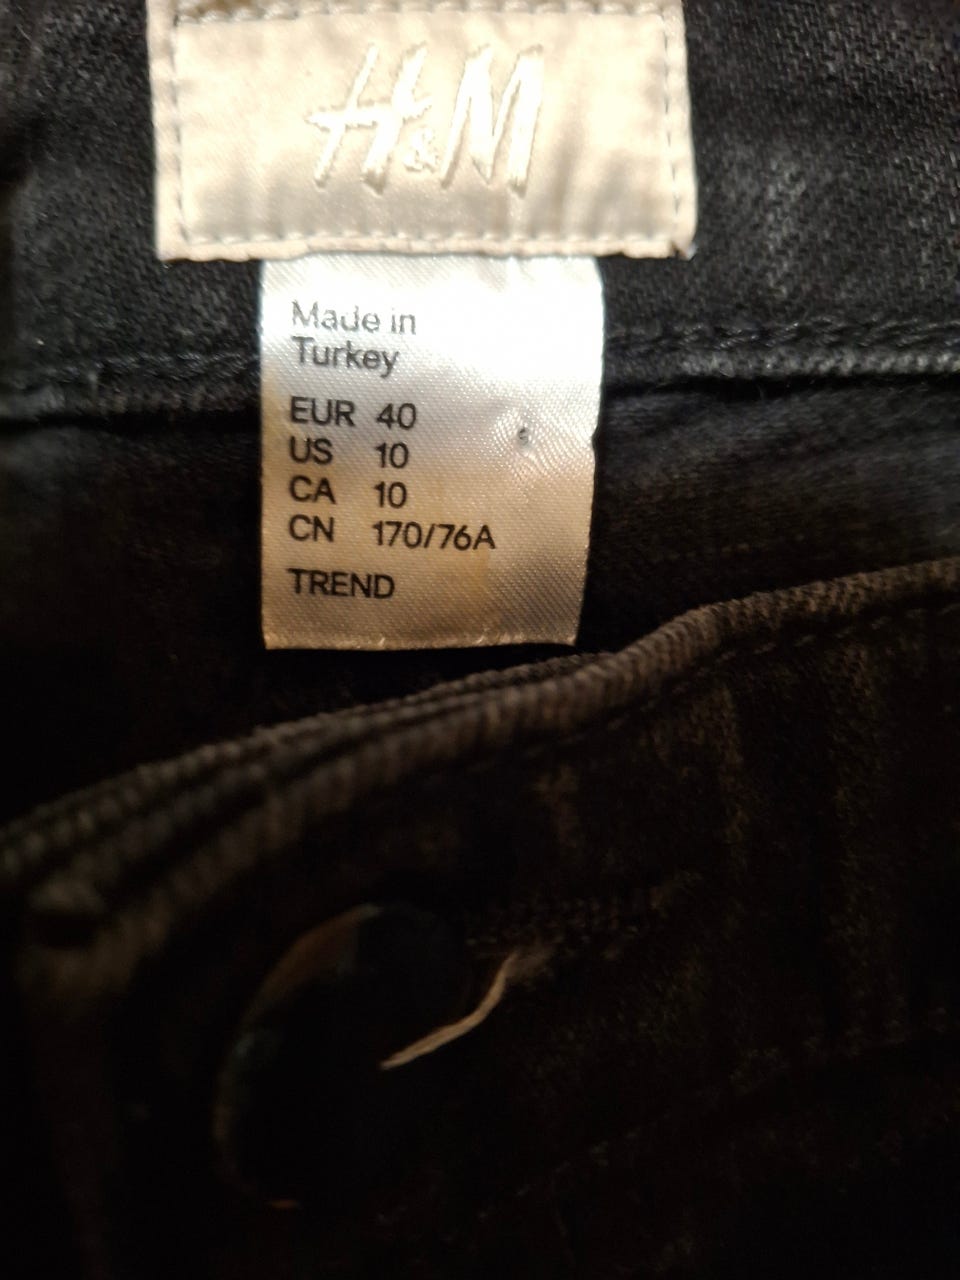 H&M
Made in
Turkey
EUR 40
US 10
CA 10
CN 170/76A
TREND